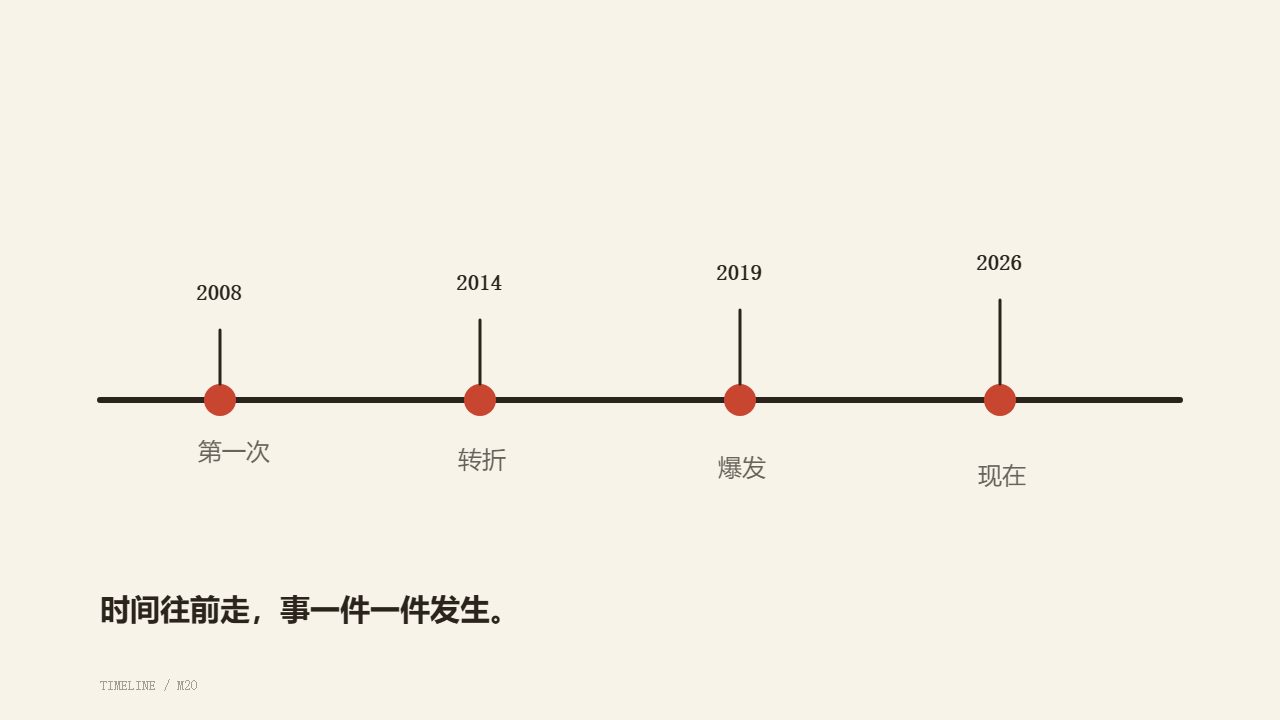 2008
2014
2019
2026
第一次
转折
爆发
现在
时间往前走，事一件一件发生。
TIMELINE / M20